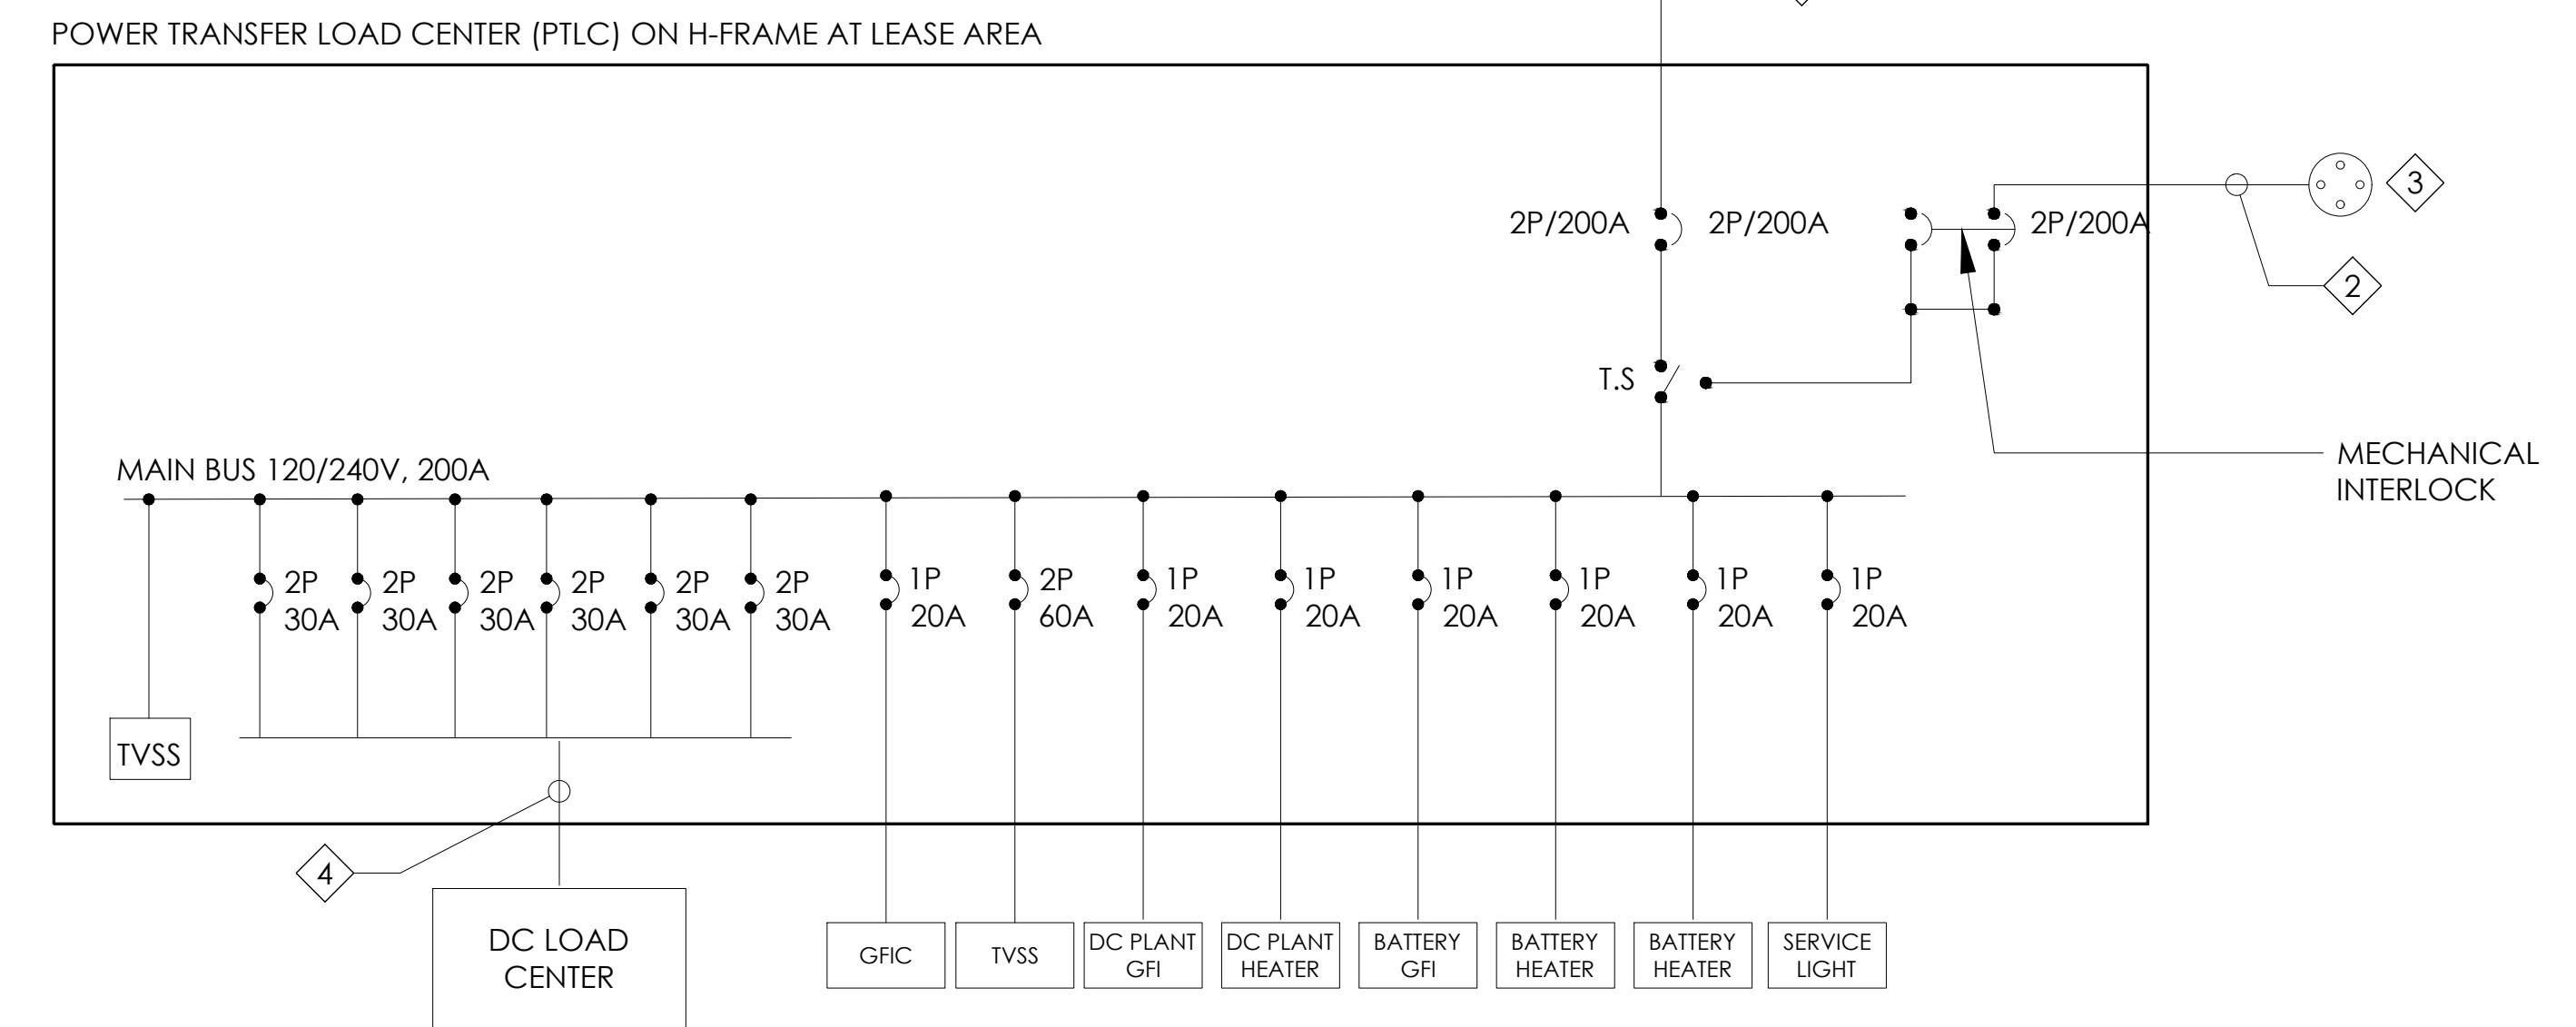 POWER TRANSFER LOAD CENTER (PTLC) ON H-FRAME AT LEASE AREA
3
2P/200A 2P/200A 2P/200A
2
T.S
MECHANICAL
INTERLOCK
MAIN BUS 120/240V, 200A
2P 2P 2P 2P 2P 2P 1P 2P 1P 1P 1P 1P 1P 1P
30A 30A 30A 30A 30A 30A 20A 60A 20A 20A 20A 20A 20A 20A
TVSS
4
DC LOAD
CENTER
GFIC
TVSS
DC PLANT
GFI
DC PLANT
HEATER
BATTERY
GFI
BATTERY
HEATER
BATTERY
HEATER
SERVICE
LIGHT